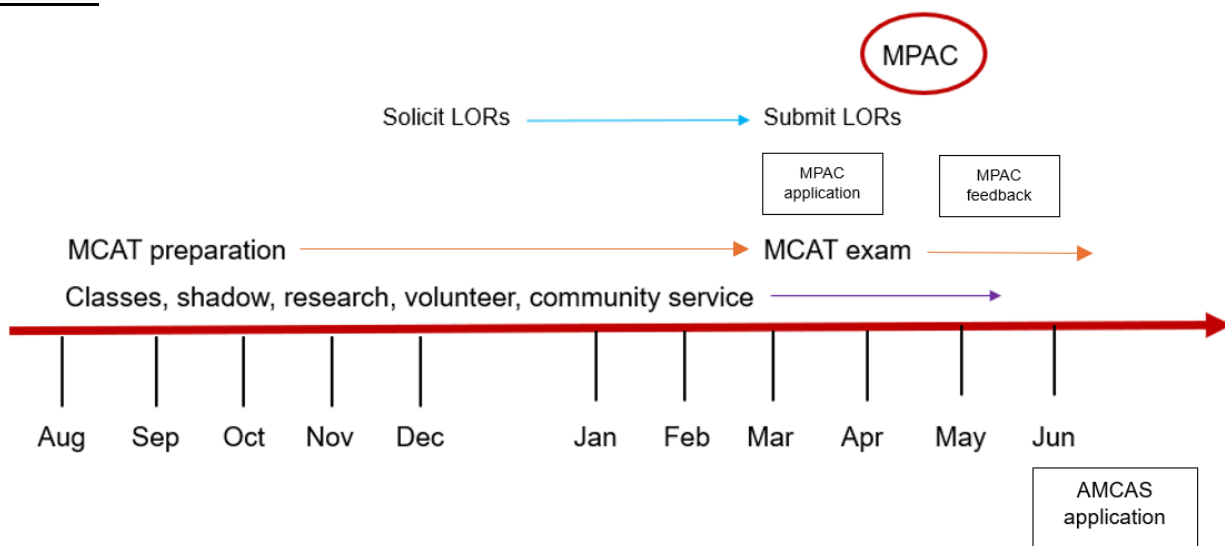 MPAC
Solicit LORs
Submit LORs
MPAC
application
MPAC
feedback
MCAT preparation
MCAT exam
Classes, shadow, research, volunteer, community service
Aug Sep Oct Nov Dec Jan Feb Mar Apr May Jun
AMCAS
application